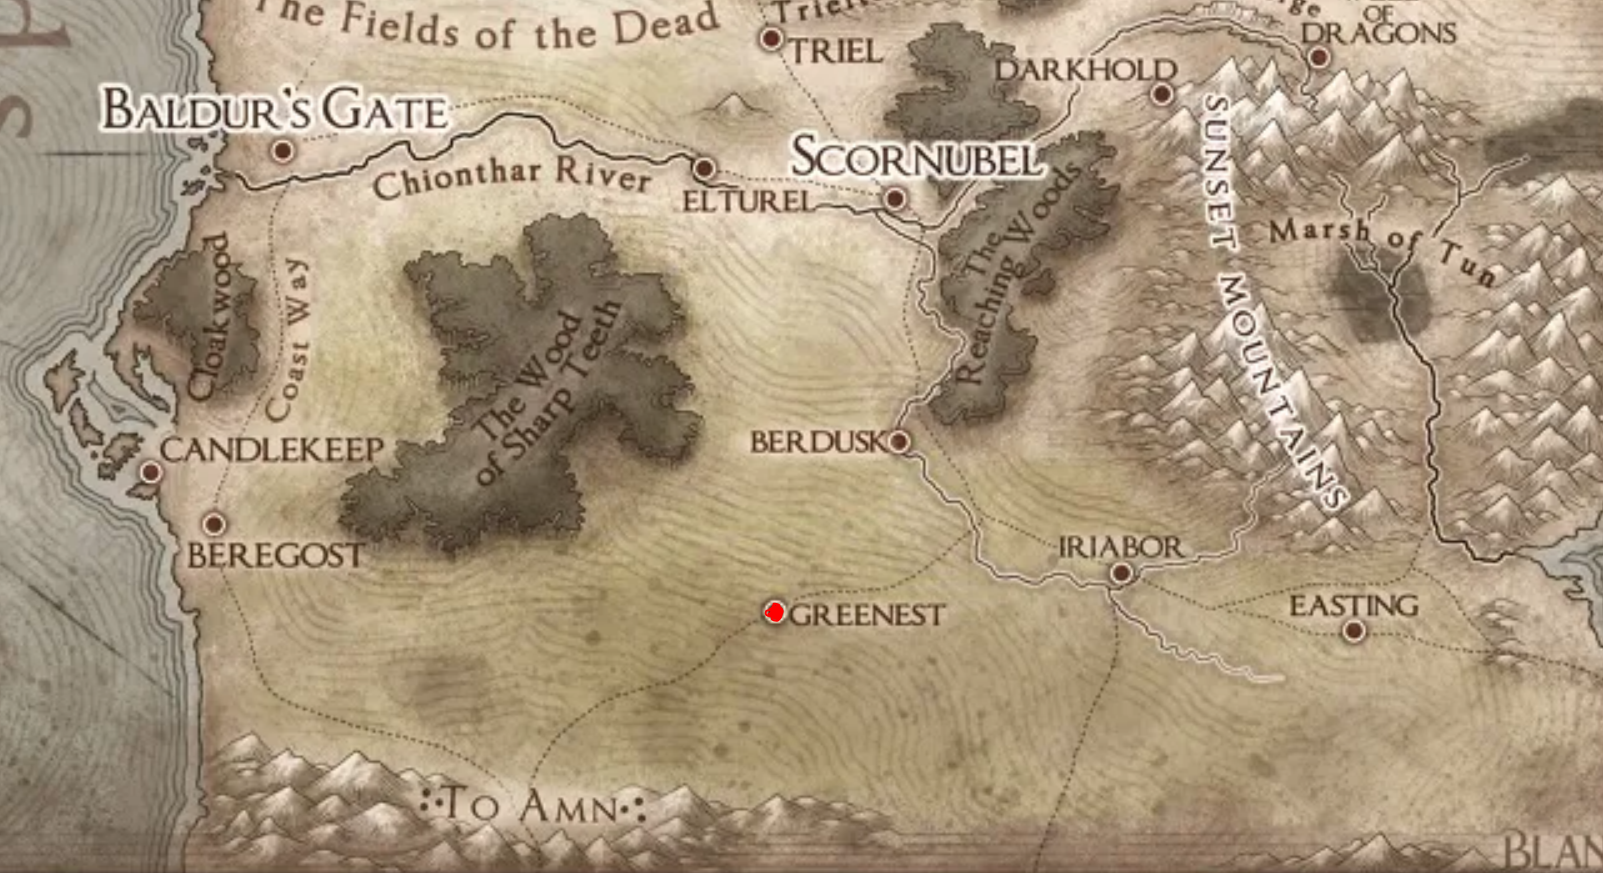 The Fields of the Dead
TRIEL
OF
DRAGONS
DARKHOLD
BALDUR'S GATE
SCORNUBEL
Chionthar River
ELTUREL
SUNSET MOUNTAINS
The
Reaching Woods
Marsh of Tun
Cloakwood
Coast Way
The Wood
of Sharp Teeth
CANDLEKEEP
BERDUSK
BEREGOST
IRIABOR
GREENEST
EASTING
TO AMN